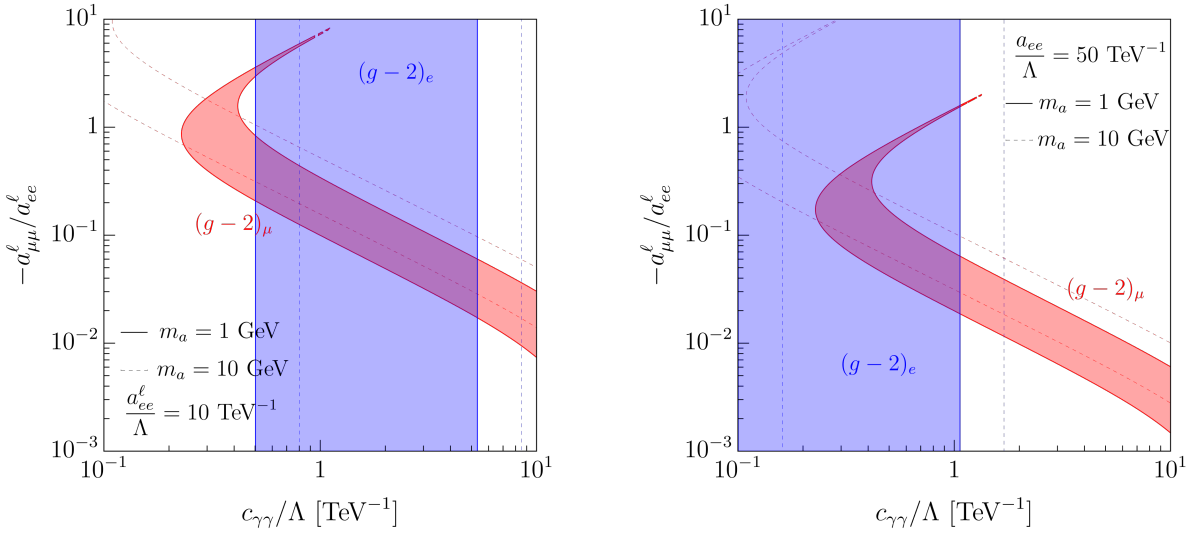 10^1
1
10^-1
10^-2
10^-3
10^-1
1
10^1
−a^ℓ_μμ/a^ℓ_ee
c_γγ/Λ [TeV^−1]
(g − 2)_e
(g − 2)_μ
m_a = 1 GeV
m_a = 10 GeV
a^ℓ_ee/Λ = 10 TeV^−1
10^1
1
10^-1
10^-2
10^-3
10^-1
1
10^1
−a^ℓ_μμ/a^ℓ_ee
c_γγ/Λ [TeV^−1]
a_ee/Λ = 50 TeV^−1
m_a = 1 GeV
m_a = 10 GeV
(g − 2)_μ
(g − 2)_e